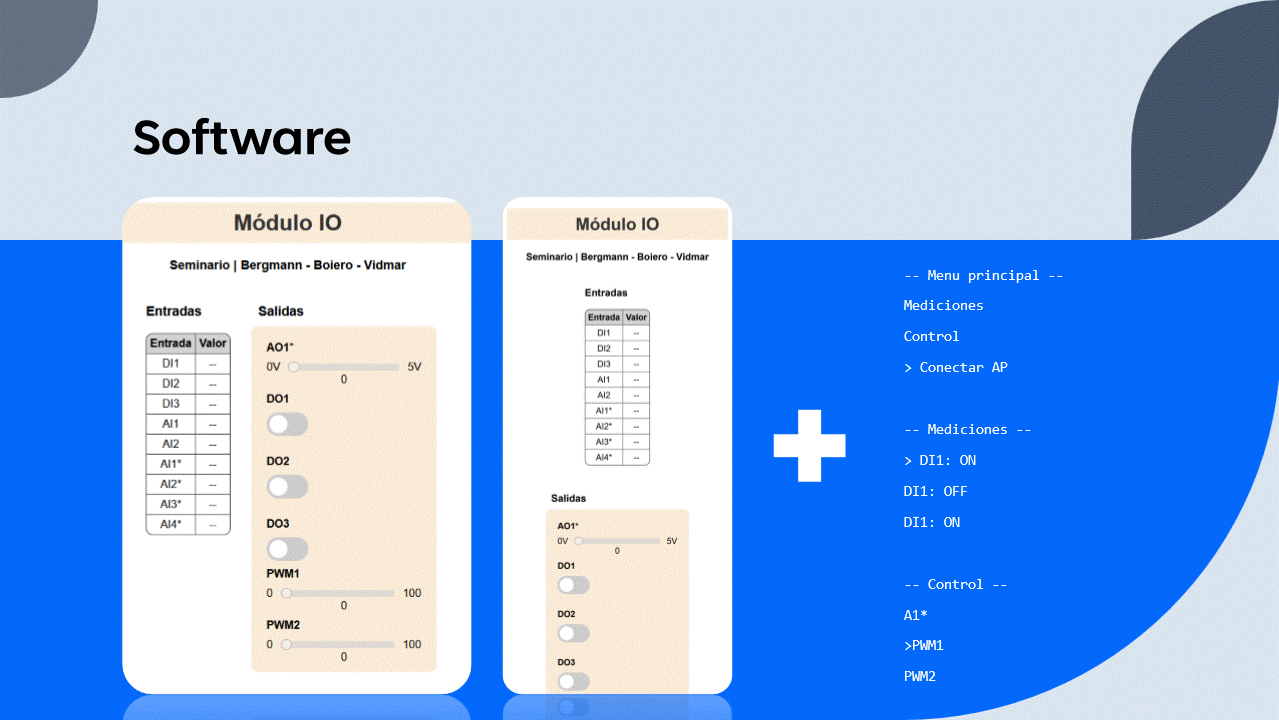 Software
Módulo IO
Seminario | Bergmann - Boiero - Vidmar
Entradas
Entrada Valor
DI1 --
DI2 --
DI3 --
AI1 --
AI2 --
AI1* --
AI2* --
AI3* --
AI4* --
Salidas
AO1*
0V 5V
0
DO1
DO2
DO3
PWM1
0 100
0
PWM2
0 100
0
Módulo IO
Seminario | Bergmann - Boiero - Vidmar
Entradas
Entrada Valor
DI1 --
DI2 --
DI3 --
AI1 --
AI2 --
AI1* --
AI2* --
AI3* --
AI4* --
Salidas
AO1*
0V 5V
0
DO1
DO2
DO3
-- Menu principal --
Mediciones
Control
> Conectar AP
-- Mediciones --
> DI1: ON
DI1: OFF
DI1: ON
-- Control --
A1*
>PWM1
PWM2